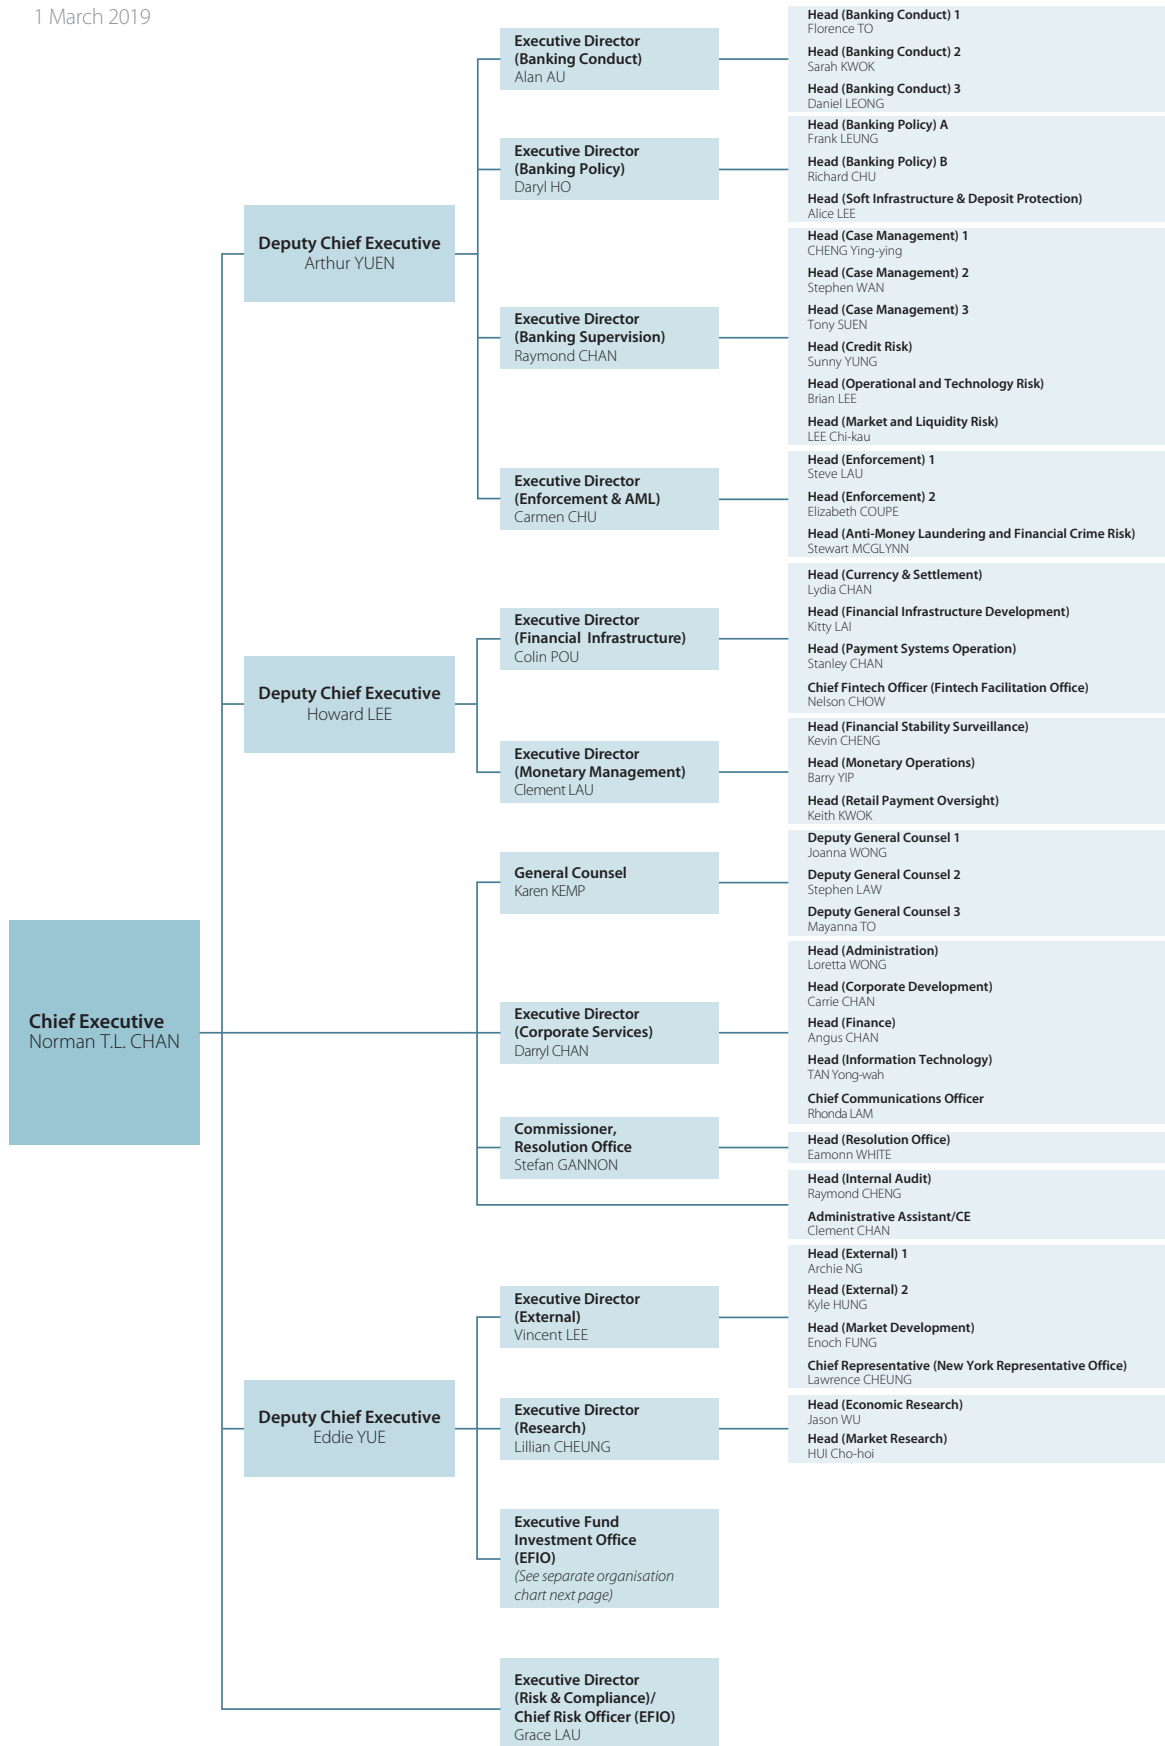 1 March 2019
Chief Executive
Norman T.L. CHAN
Deputy Chief Executive
Arthur YUEN
Executive Director
(Banking Conduct)
Alan AU
Head (Banking Conduct) 1
Florence TO
Head (Banking Conduct) 2
Sarah KWOK
Head (Banking Conduct) 3
Daniel LEONG
Executive Director
(Banking Policy)
Daryl HO
Head (Banking Policy) A
Frank LEUNG
Head (Banking Policy) B
Richard CHU
Head (Soft Infrastructure & Deposit Protection)
Alice LEE
Executive Director
(Banking Supervision)
Raymond CHAN
Head (Case Management) 1
CHENG Ying-ying
Head (Case Management) 2
Stephen WAN
Head (Case Management) 3
Tony SUEN
Head (Credit Risk)
Sunny YUNG
Head (Operational and Technology Risk)
Brian LEE
Head (Market and Liquidity Risk)
LEE Chi-kau
Executive Director
(Enforcement & AML)
Carmen CHU
Head (Enforcement) 1
Steve LAU
Head (Enforcement) 2
Elizabeth COUPE
Head (Anti-Money Laundering and Financial Crime Risk)
Stewart MCGLYNN
Deputy Chief Executive
Howard LEE
Executive Director
(Financial Infrastructure)
Colin POU
Head (Currency & Settlement)
Lydia CHAN
Head (Financial Infrastructure Development)
Kitty LAI
Head (Payment Systems Operation)
Stanley CHAN
Chief Fintech Officer (Fintech Facilitation Office)
Nelson CHOW
Executive Director
(Monetary Management)
Clement LAU
Head (Financial Stability Surveillance)
Kevin CHENG
Head (Monetary Operations)
Barry YIP
Head (Retail Payment Oversight)
Keith KWOK
General Counsel
Karen KEMP
Deputy General Counsel 1
Joanna WONG
Deputy General Counsel 2
Stephen LAW
Deputy General Counsel 3
Mayanna TO
Executive Director
(Corporate Services)
Darryl CHAN
Head (Administration)
Loretta WONG
Head (Corporate Development)
Carrie CHAN
Head (Finance)
Angus CHAN
Head (Information Technology)
TAN Yong-wah
Chief Communications Officer
Rhonda LAM
Commissioner,
Resolution Office
Stefan GANNON
Head (Resolution Office)
Eamonn WHITE
Head (Internal Audit)
Raymond CHENG
Administrative Assistant/CE
Clement CHAN
Deputy Chief Executive
Eddie YUE
Executive Director
(External)
Vincent LEE
Head (External) 1
Archie NG
Head (External) 2
Kyle HUNG
Head (Market Development)
Enoch FUNG
Chief Representative (New York Representative Office)
Lawrence CHEUNG
Executive Director
(Research)
Lillian CHEUNG
Head (Economic Research)
Jason WU
Head (Market Research)
HUI Cho-hoi
Executive Fund
Investment Office
(EFIO)
(See separate organisation
chart next page)
Executive Director
(Risk & Compliance)/
Chief Risk Officer (EFIO)
Grace LAU